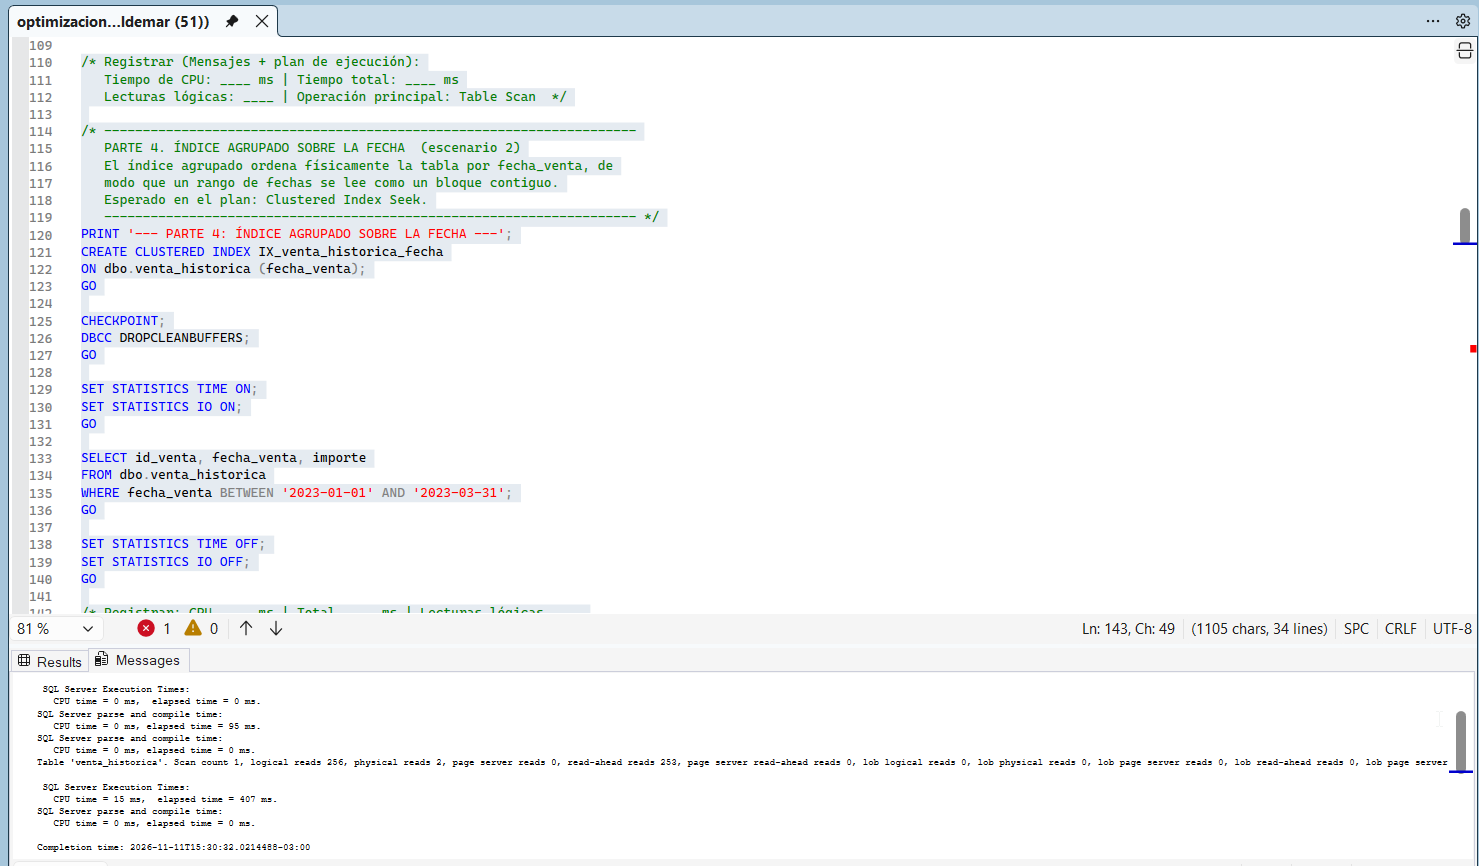 optimizacion...ldemar (51))
109
110 /* Registrar (Mensajes + plan de ejecución):
111 Tiempo de CPU: ____ ms | Tiempo total: ____ ms
112 Lecturas lógicas: ____ | Operación principal: Table Scan */
113
114 /* ---------------------------------------------------------------------
115 PARTE 4. ÍNDICE AGRUPADO SOBRE LA FECHA (escenario 2)
116 El índice agrupado ordena físicamente la tabla por fecha_venta, de
117 modo que un rango de fechas se lee como un bloque contiguo.
118 Esperado en el plan: Clustered Index Seek.
119 --------------------------------------------------------------------- */
120 PRINT '--- PARTE 4: ÍNDICE AGRUPADO SOBRE LA FECHA ---';
121 CREATE CLUSTERED INDEX IX_venta_historica_fecha
122 ON dbo.venta_historica (fecha_venta);
123 GO
124
125 CHECKPOINT;
126 DBCC DROPCLEANBUFFERS;
127 GO
128
129 SET STATISTICS TIME ON;
130 SET STATISTICS IO ON;
131 GO
132
133 SELECT id_venta, fecha_venta, importe
134 FROM dbo.venta_historica
135 WHERE fecha_venta BETWEEN '2023-01-01' AND '2023-03-31';
136 GO
137
138 SET STATISTICS TIME OFF;
139 SET STATISTICS IO OFF;
140 GO
141
142 /* Registrar: CPU ____ ms | Total ____ ms | Lecturas lógicas ____
81 % 1 0 Ln: 143, Ch: 49 (1105 chars, 34 lines) SPC CRLF UTF-8
Results Messages
SQL Server Execution Times:
CPU time = 0 ms, elapsed time = 0 ms.
SQL Server parse and compile time:
CPU time = 0 ms, elapsed time = 95 ms.
SQL Server parse and compile time:
CPU time = 0 ms, elapsed time = 0 ms.
Table 'venta_historica'. Scan count 1, logical reads 256, physical reads 2, page server reads 0, read-ahead reads 253, page server read-ahead reads 0, lob logical reads 0, lob physical reads 0, lob page server reads 0, lob read-ahead reads 0, lob page server
SQL Server Execution Times:
CPU time = 15 ms, elapsed time = 407 ms.
SQL Server parse and compile time:
CPU time = 0 ms, elapsed time = 0 ms.
Completion time: 2026-11-11T15:30:32.0214488-03:00